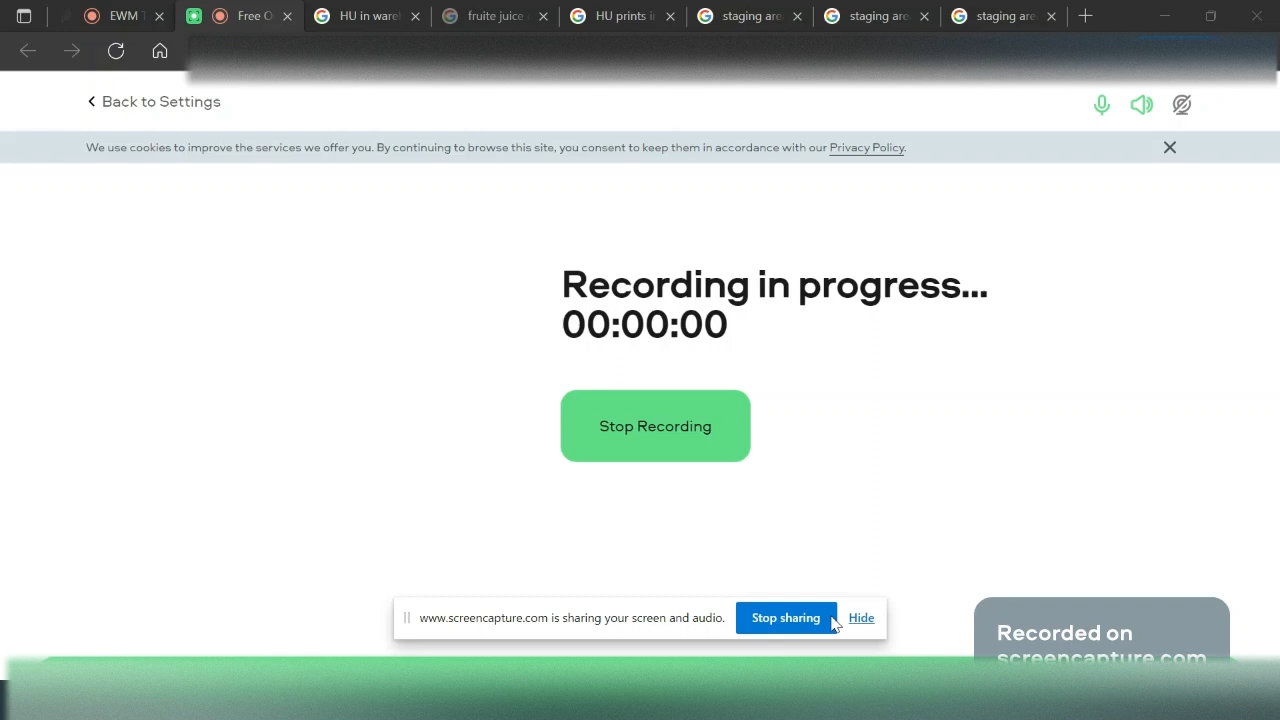 EWM T
Free O
HU in wareh
fruite juice
HU prints i
staging are
staging are
staging are
Back to Settings
We use cookies to improve the services we offer you. By continuing to browse this site, you consent to keep them in accordance with our Privacy Policy.
Recording in progress...
00:00:00
Stop Recording
www.screencapture.com is sharing your screen and audio.
Stop sharing
Hide
Recorded on
screencapture.com